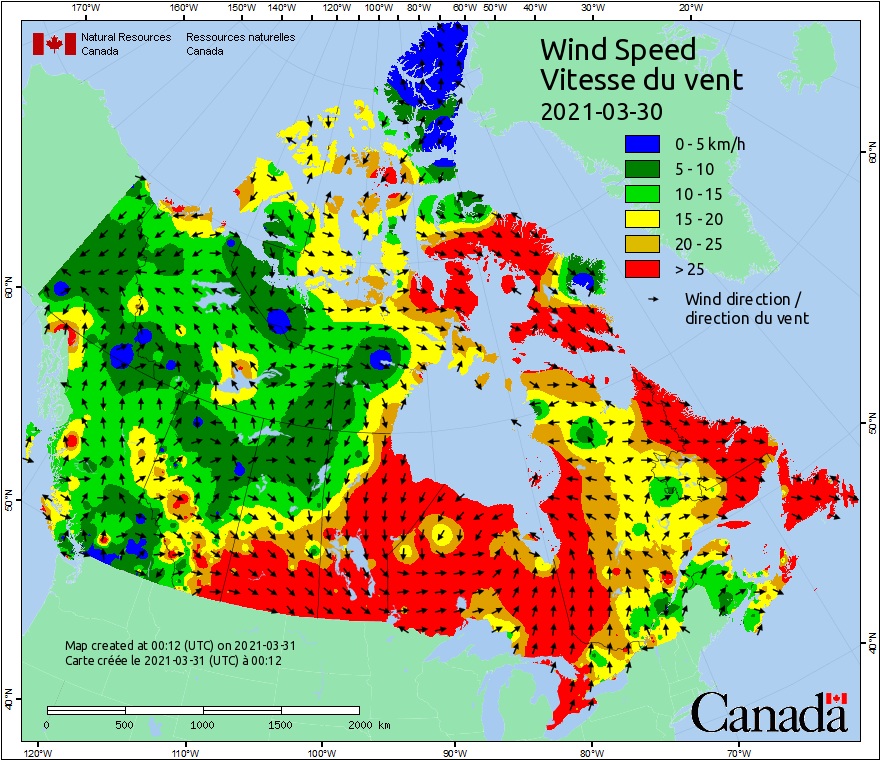 170°W 160°W 150°W 140°W 120°W 100°W 80°W 60°W 50°W 40°W 30°W 20°W
Natural Resources Ressources naturelles
Canada Canada
Wind Speed
Vitesse du vent
2021-03-30
0 - 5 km/h
5 - 10
10 - 15
15 - 20
20 - 25
> 25
Wind direction /
direction du vent
60°N
50°N
40°N
60°N
50°N
40°N
Map created at 00:12 (UTC) on 2021-03-31
Carte créée le 2021-03-31 (UTC) à 00:12
0 500 1000 1500 2000 km
Canada
120°W 110°W 100°W 90°W 80°W 70°W